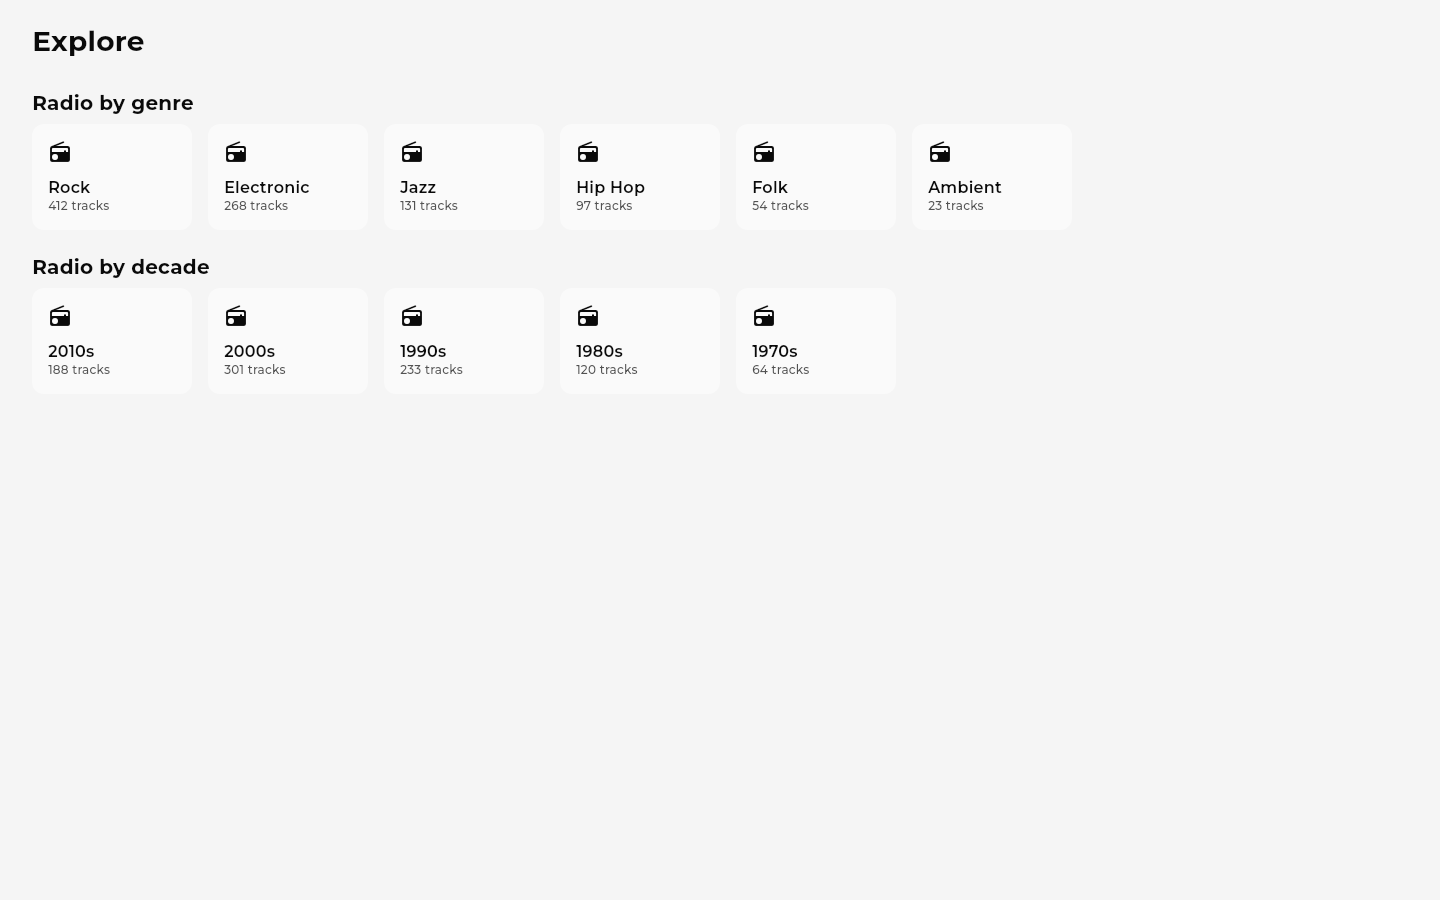 Explore
Radio by genre
Rock
412 tracks
Electronic
268 tracks
Jazz
131 tracks
Hip Hop
97 tracks
Folk
54 tracks
Ambient
23 tracks
Radio by decade
2010s
188 tracks
2000s
301 tracks
1990s
233 tracks
1980s
120 tracks
1970s
64 tracks